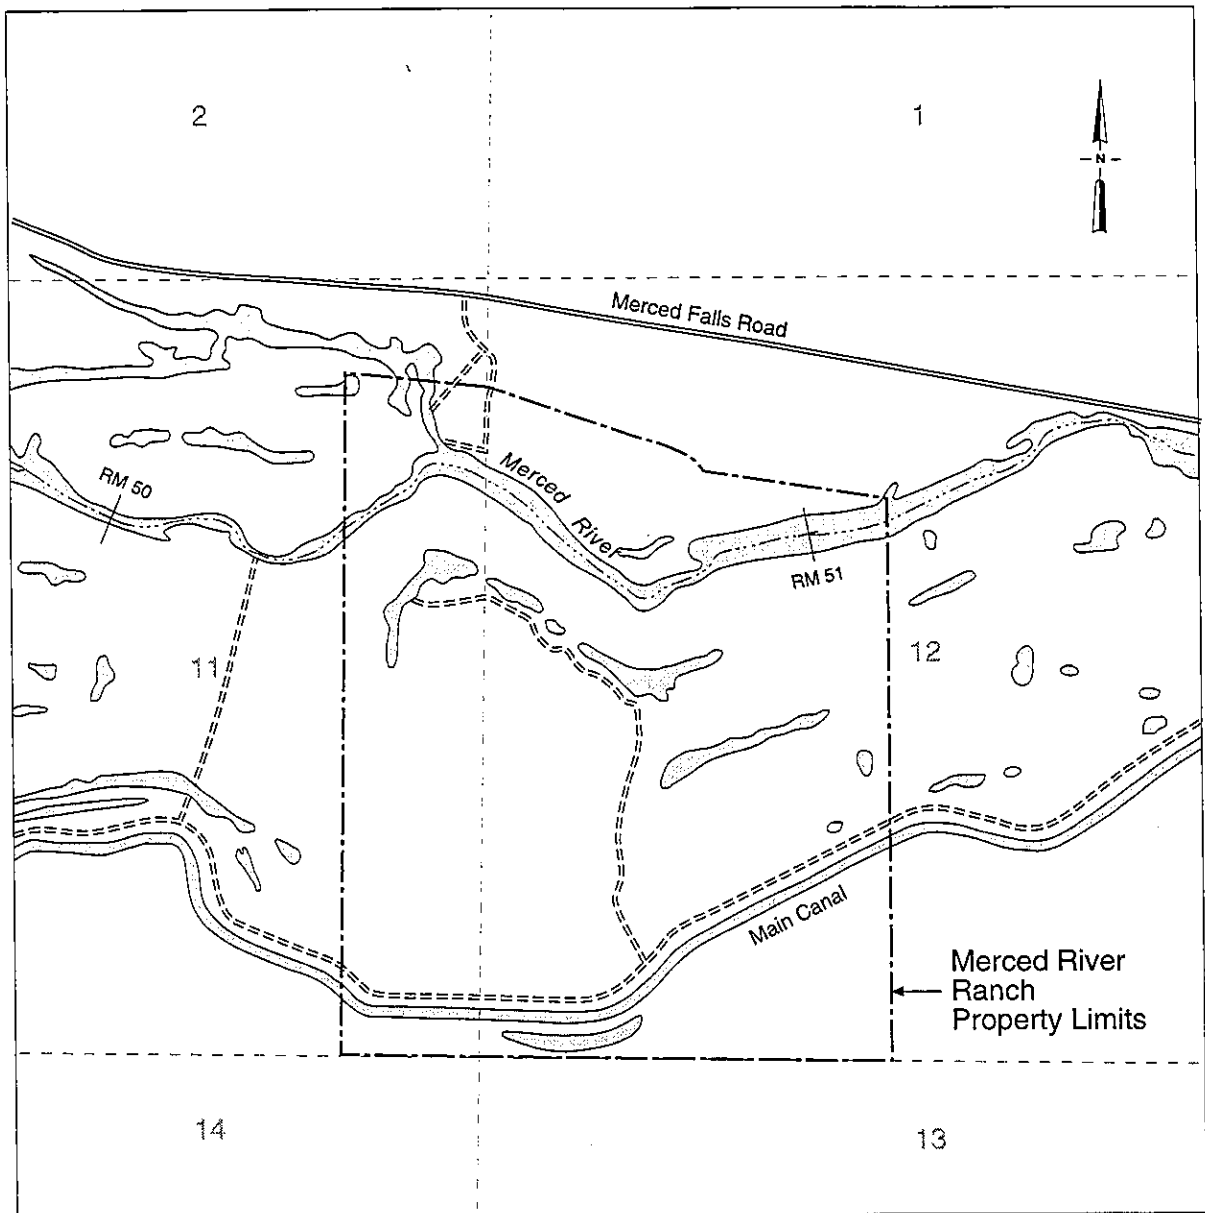 2
1
N
Merced Falls Road
Merced
River
RM 50
RM 51
11
12
Main Canal
Merced River
Ranch
Property Limits
14
13